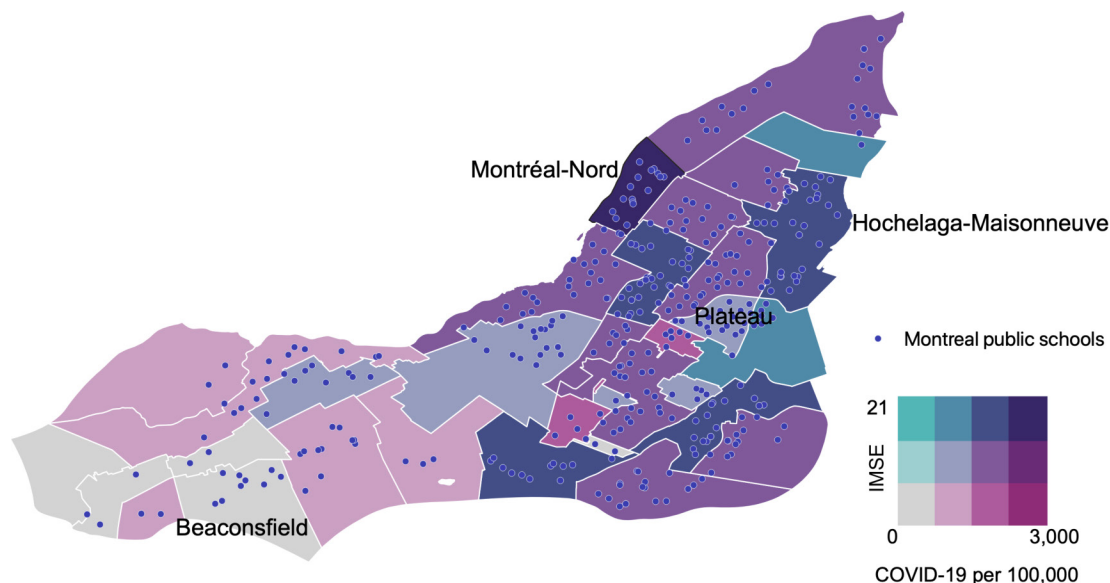 Montréal-Nord
Hochelaga-Maisonneuve
Plateau
Montreal public schools
21
IMSE
Beaconsfield
0
3,000
COVID-19 per 100,000